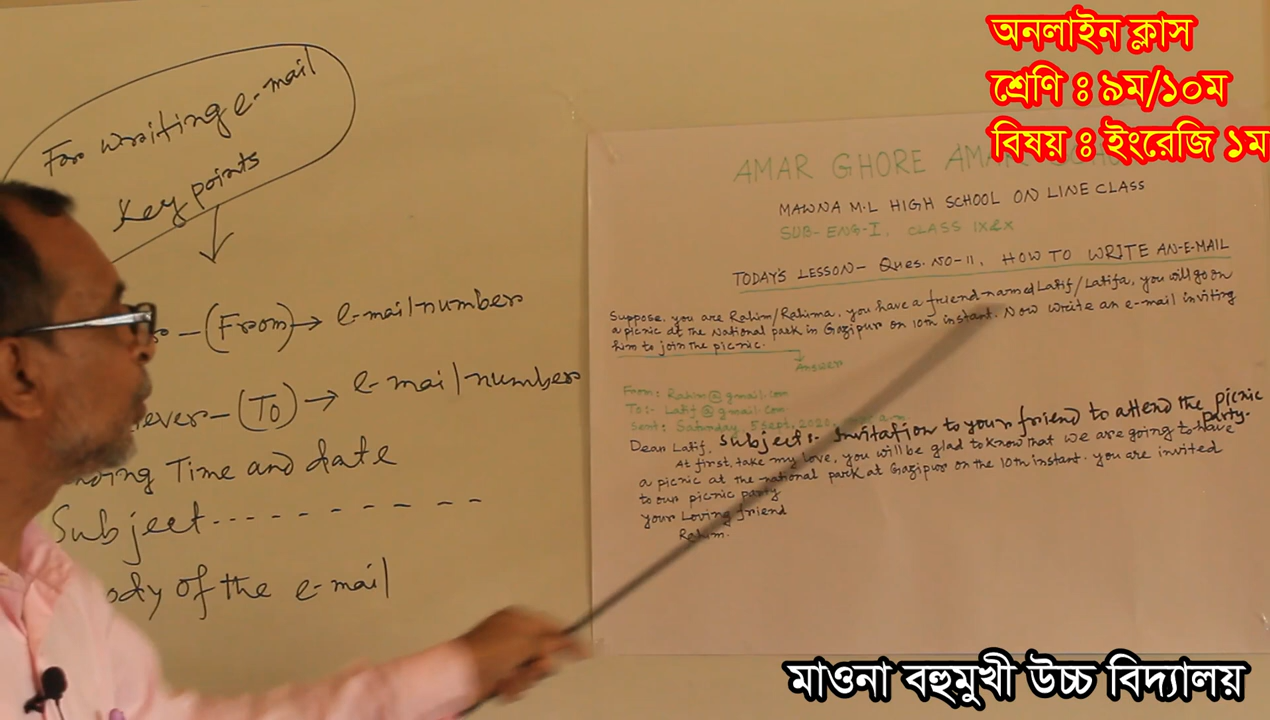 অনলাইন ক্লাস
শ্রেণি ঃ ৯ম/১০ম
বিষয় ঃ ইংরেজি ১ম
For writing e-mail
Key points
(From) → e-mail number
(To) → e-mail number
Time and date
Subject - - - - - - - -
of the e-mail
AMAR GHORE AMAR
MAWNA M.L HIGH SCHOOL ON LINE CLASS
SUB- ENG-I, CLASS IX&X
TODAY'S LESSON- Ques. NO-11, HOW TO WRITE AN-E-MAIL
Suppose, you are Rahim/Rahima, you have a friend named Latif/Latifa, you will go on
a picnic at the National park in Gazipur on 10th instant. Now write an e-mail inviting
him to join the picnic.
Answer
From: Rahim@gmail.com
To:- Latif@gmail.com
Sent: Saturday, 5 Sept, 2020,
Subject:- Invitation to your friend to attend the picnic party.
Dear Latif,
At first, take my love, you will be glad to know that we are going to have
a picnic at the national park at Gazipur on the 10th instant. you are invited
to our picnic party
your Loving friend
Rahim.
মাওনা বহুমুখী উচ্চ বিদ্যালয়